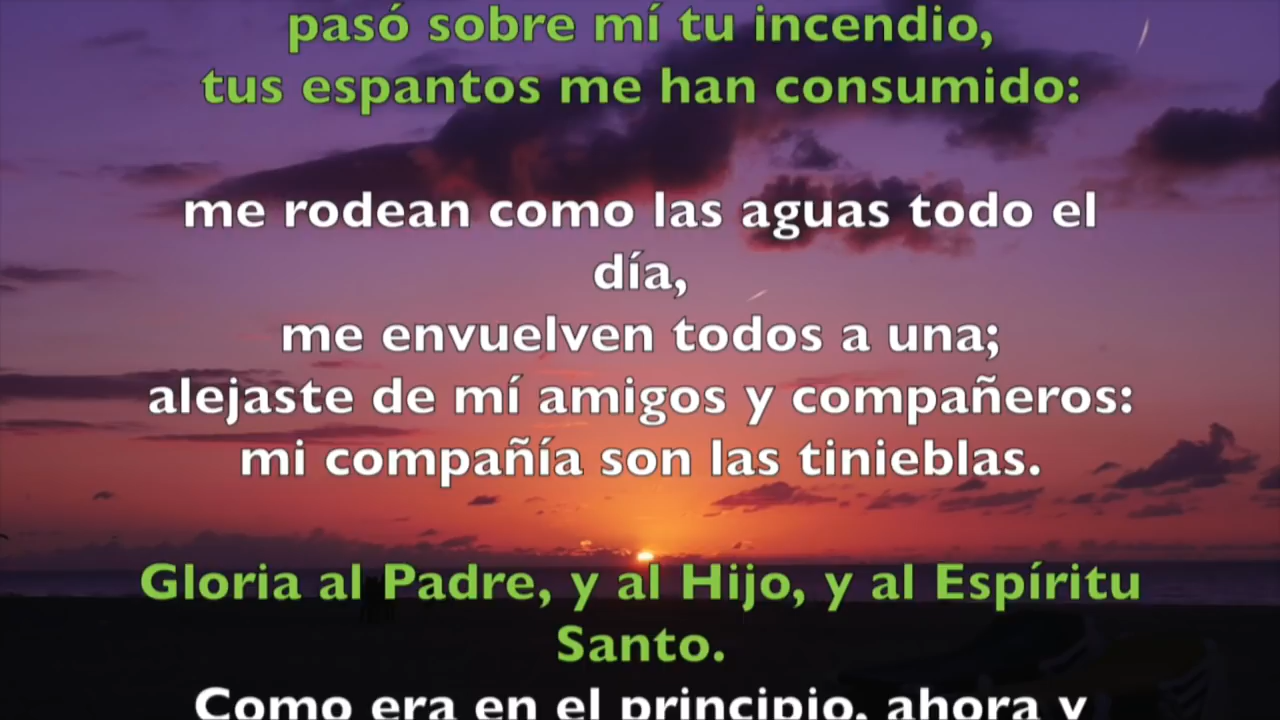 pasó sobre mí tu incendio,
tus espantos me han consumido:
me rodean como las aguas todo el
día,
me envuelven todos a una;
alejaste de mí amigos y compañeros:
mi compañía son las tinieblas.
Gloria al Padre, y al Hijo, y al Espíritu
Santo.
Como era en el principio, ahora y